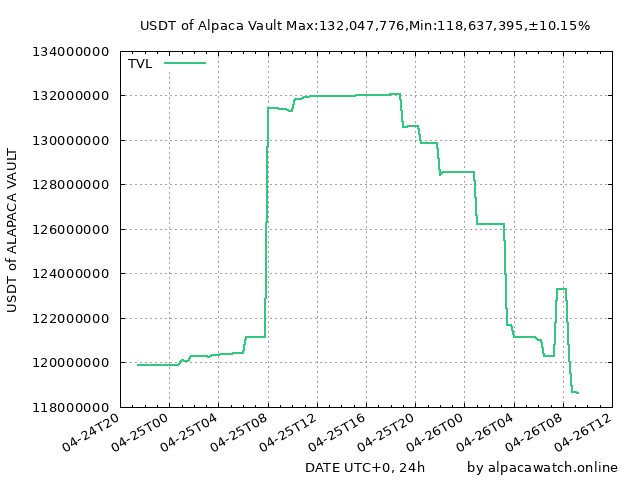 USDT of Alpaca Vault Max:132,047,776,Min:118,637,395,±10.15%
TVL
USDT of ALAPACA VAULT
134000000
132000000
130000000
128000000
126000000
124000000
122000000
120000000
118000000
04-24T20
04-25T00
04-25T04
04-25T08
04-25T12
04-25T16
04-25T20
04-26T00
04-26T04
04-26T08
04-26T12
DATE UTC+0, 24h
by alpacawatch.online